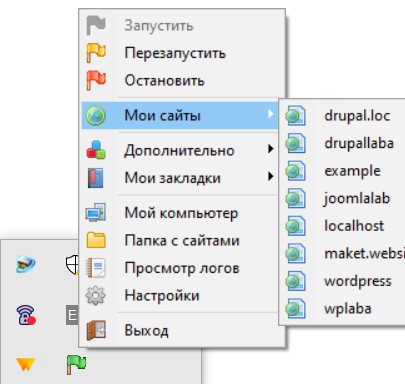 Запустить
Перезапустить
Остановить
Мои сайты
Дополнительно
Мои закладки
Мой компьютер
Папка с сайтами
Просмотр логов
Настройки
Выход
drupal.loc
drupallaba
example
joomlalab
localhost
maket.websi
wordpress
wplaba